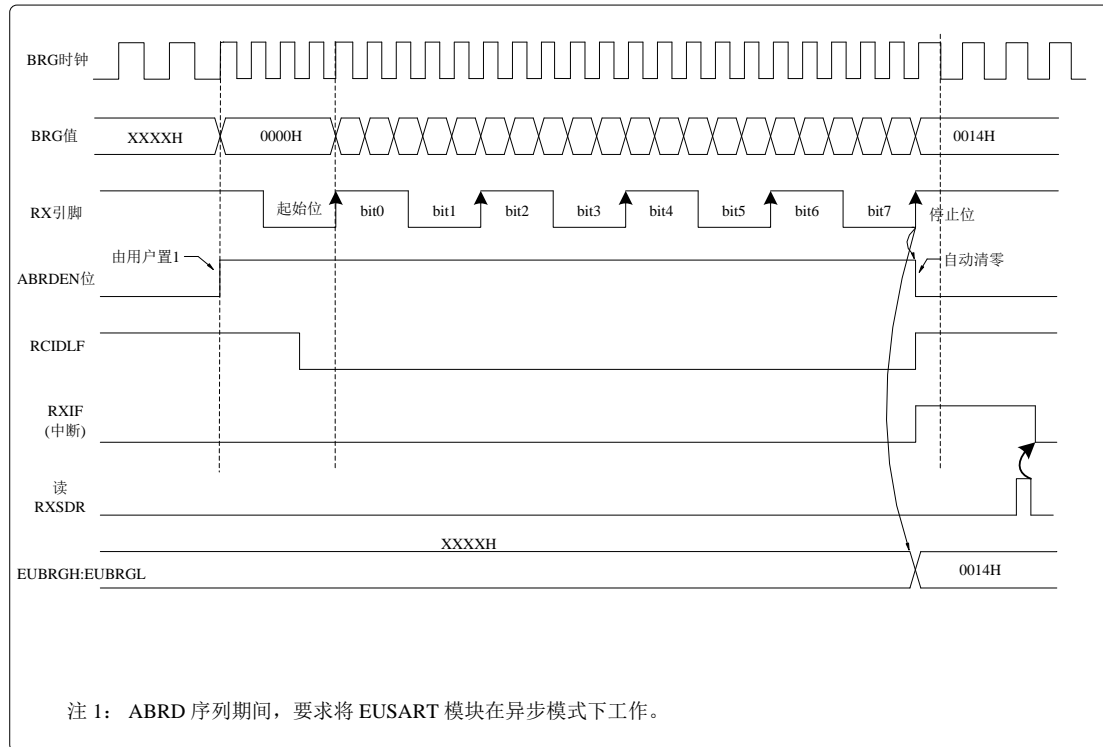 BRG时钟
BRG值 XXXXH 0000H 0014H
RX引脚 起始位 bit0 bit1 bit2 bit3 bit4 bit5 bit6 bit7 停止位
由用户置1 自动清零
ABRDEN位
RCIDLF
RXIF
(中断)
读
RXSDR
XXXXH
EUBRGH:EUBRGL 0014H
注 1： ABRD 序列期间，要求将 EUSART 模块在异步模式下工作。